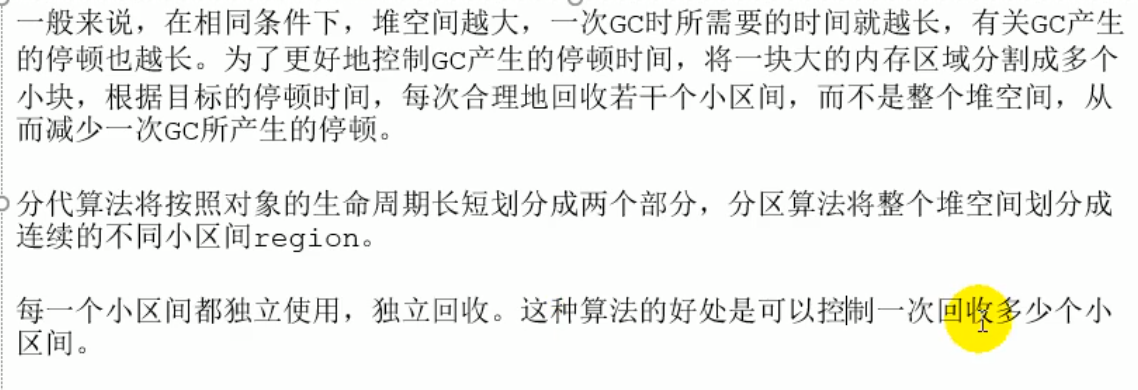 一般来说，在相同条件下，堆空间越大，一次GC时所需要的时间就越长，有关GC产生
的停顿也越长。为了更好地控制GC产生的停顿时间，将一块大的内存区域分割成多个
小块，根据目标的停顿时间，每次合理地回收若干个小区间，而不是整个堆空间，从
而减少一次GC所产生的停顿。
分代算法将按照对象的生命周期长短划分成两个部分，分区算法将整个堆空间划分成
连续的不同小区间region。
每一个小区间都独立使用，独立回收。这种算法的好处是可以控制一次回收多少个小
区间。